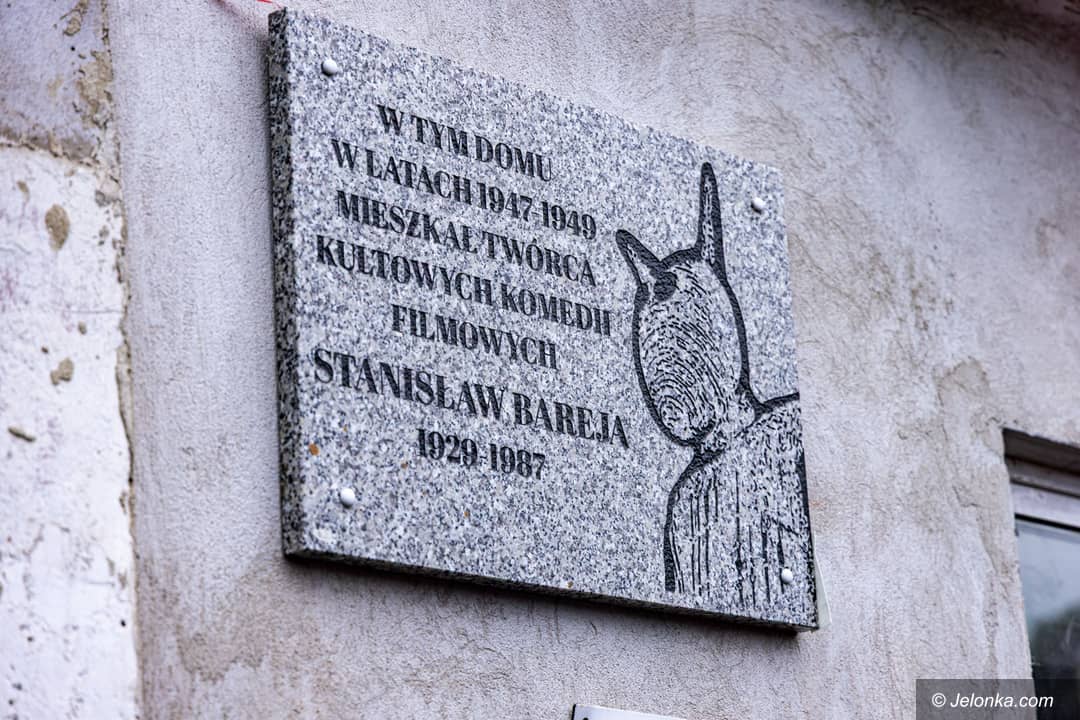 W TYM DOMU
W LATACH 1947-1949
MIESZKAŁ TWÓRCA
KULTOWYCH KOMEDII
FILMOWYCH
STANISŁAW BAREJA
1929-1987
© Jelonka.com